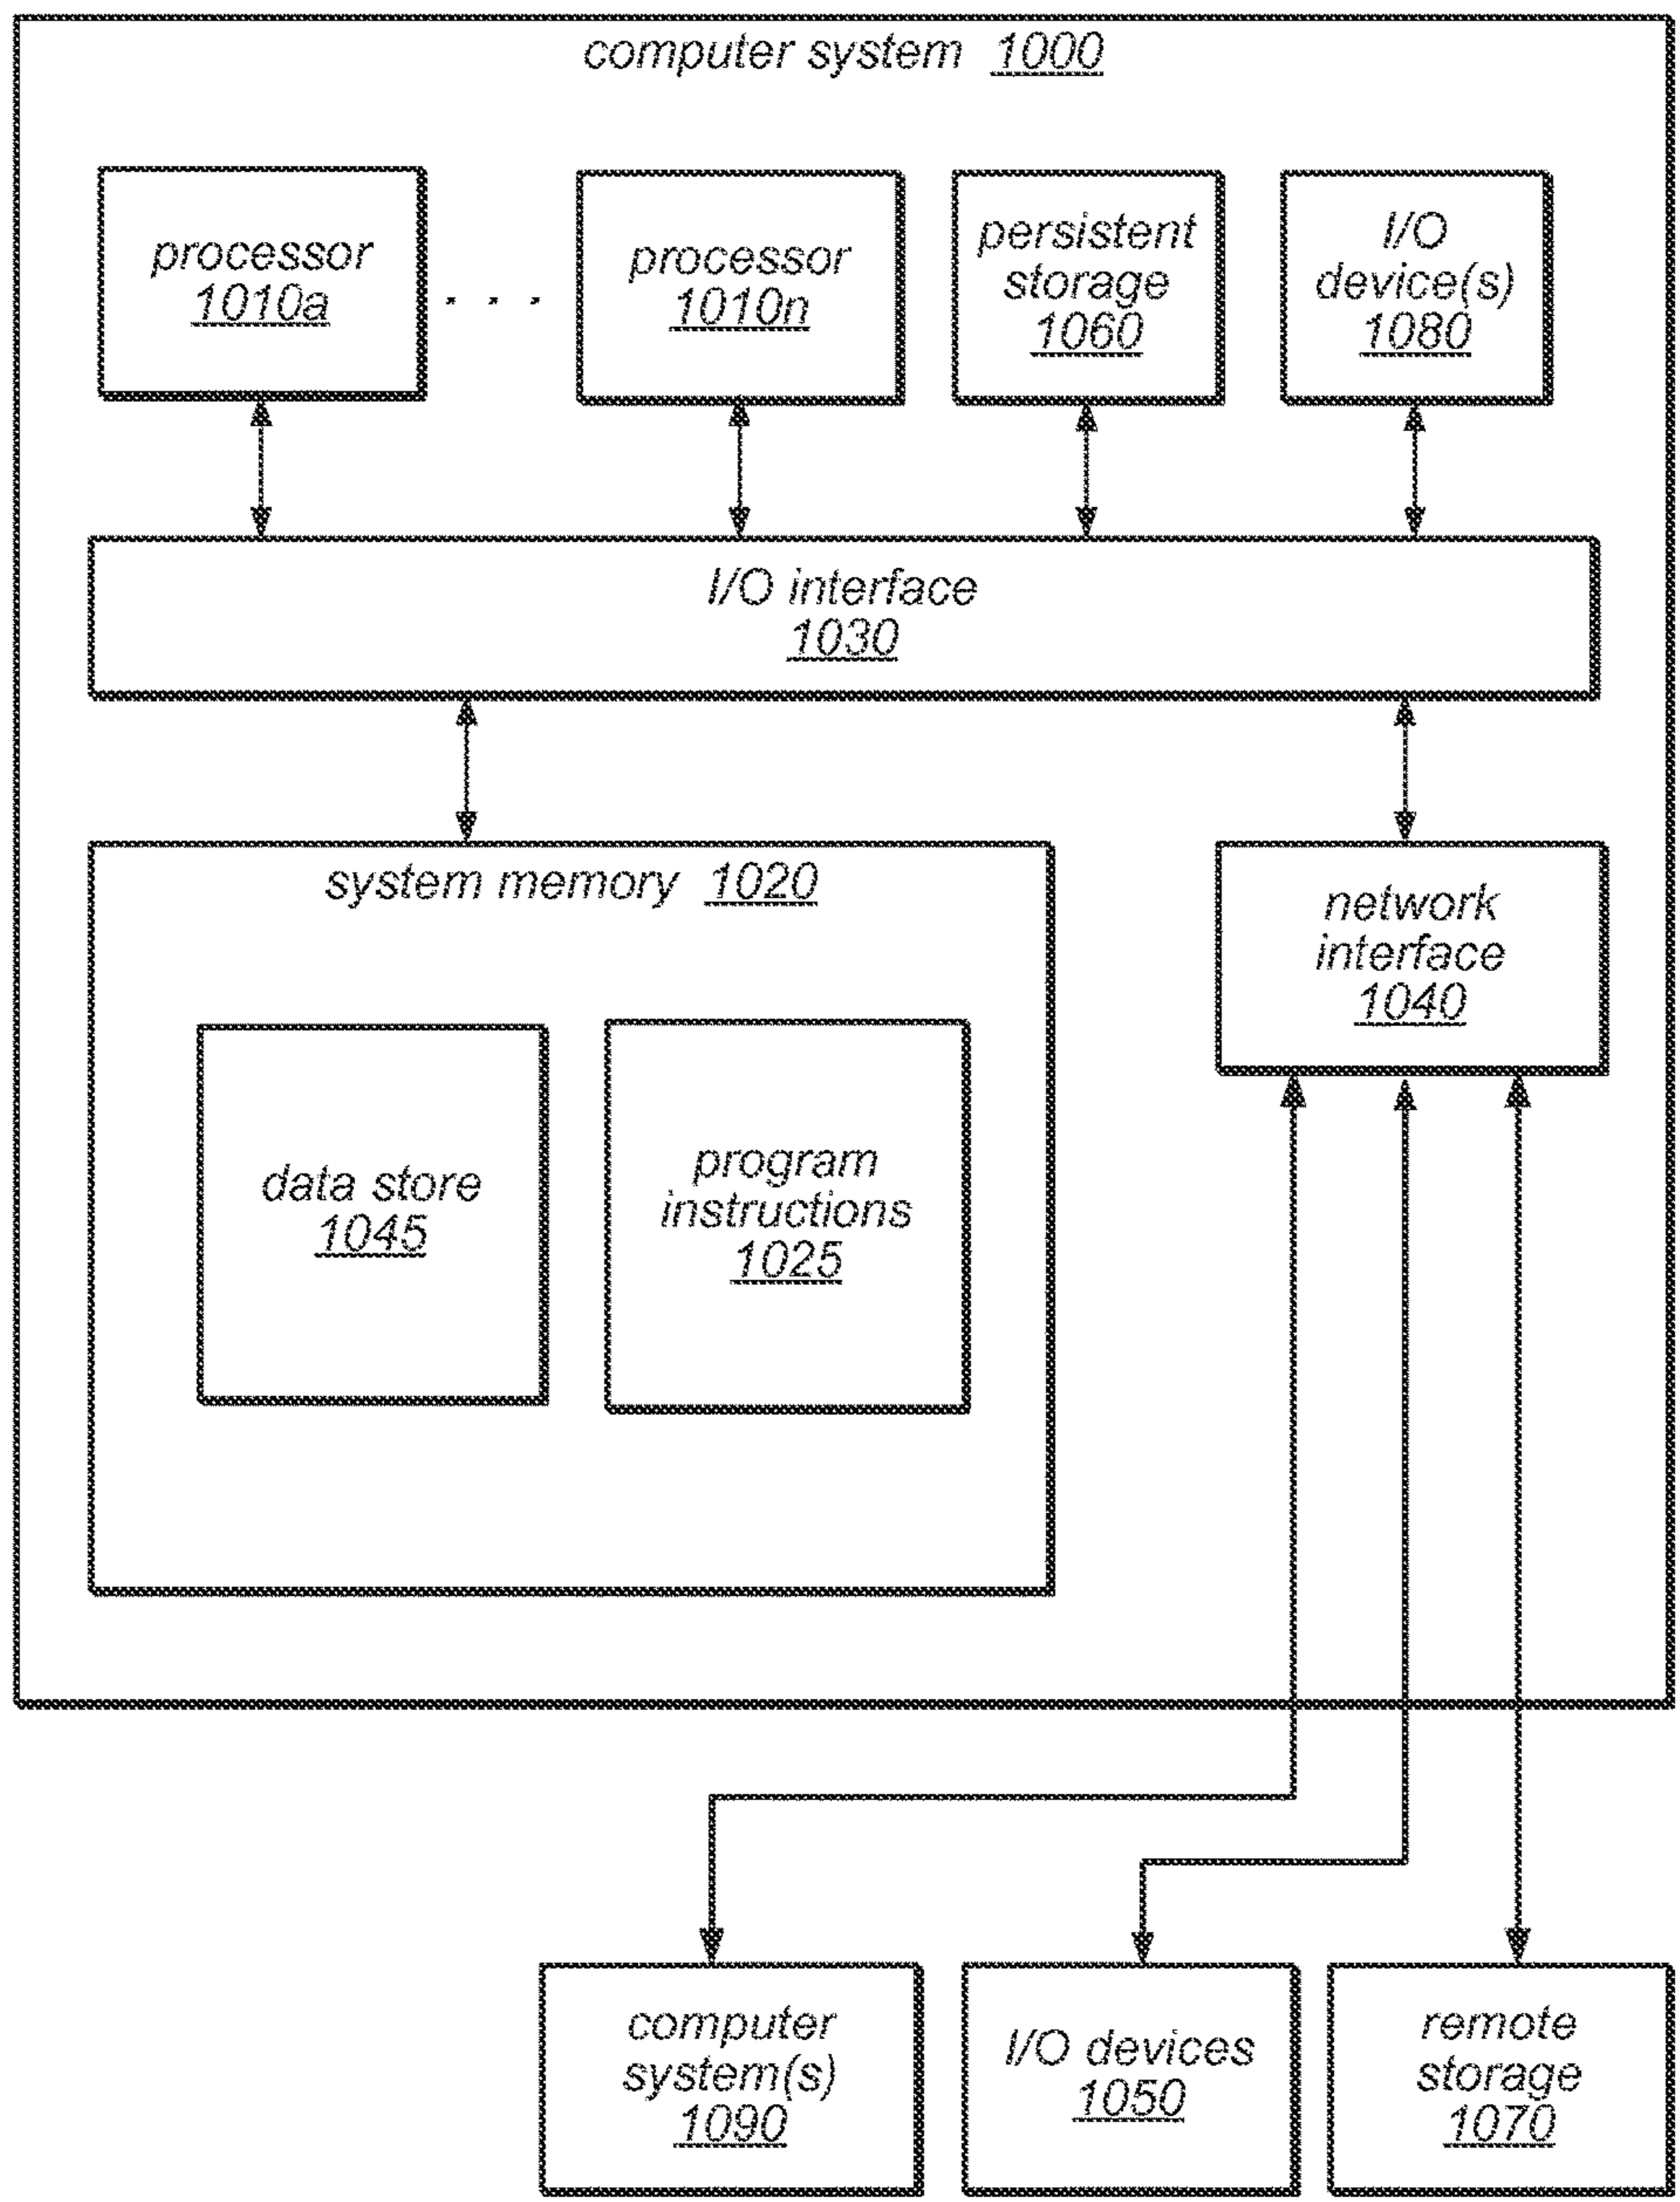 computer system 1000
processor
1010a
. . .
processor
1010n
persistent
storage
1060
I/O
device(s)
1080
I/O interface
1030
system memory 1020
network
interface
1040
data store
1045
program
instructions
1025
computer
system(s)
1090
I/O devices
1050
remote
storage
1070